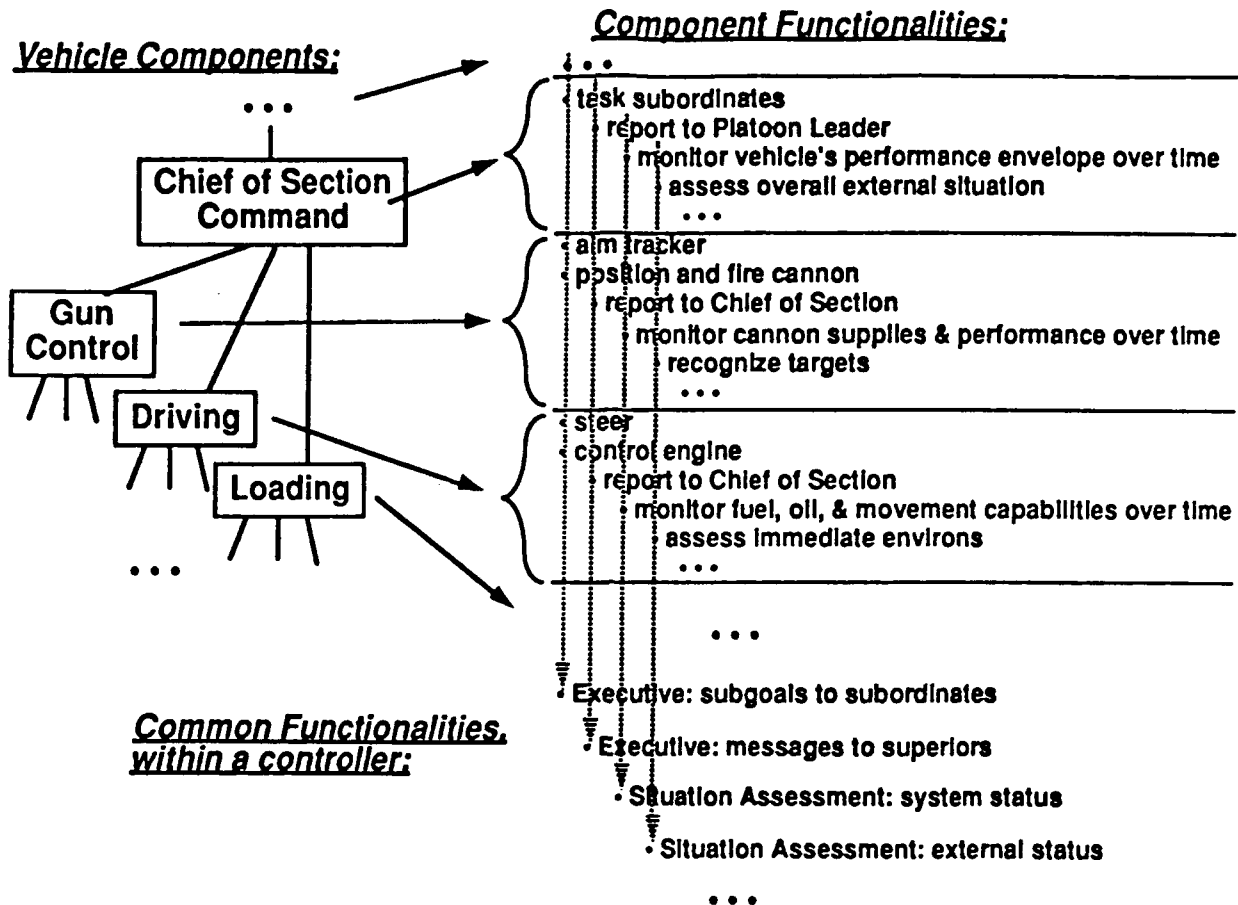 Component Functionalities:
Vehicle Components:
• • •
• • •
Chief of Section
Command
Gun
Control
Driving
Loading
• • •
• task subordinates
• report to Platoon Leader
• monitor vehicle's performance envelope over time
• assess overall external situation
• • •
• aim tracker
• position and fire cannon
• report to Chief of Section
• monitor cannon supplies & performance over time
• recognize targets
• • •
• steer
• control engine
• report to Chief of Section
• monitor fuel, oil, & movement capabilities over time
• assess immediate environs
• • •
• • •
Common Functionalities,
within a controller:
• Executive: subgoals to subordinates
• Executive: messages to superiors
• Situation Assessment: system status
• Situation Assessment: external status
• • •